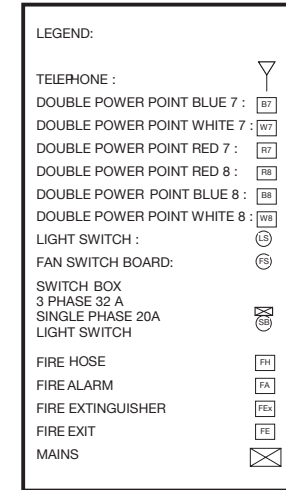 LEGEND:
TELEPHONE :
DOUBLE POWER POINT BLUE 7 : B7
DOUBLE POWER POINT WHITE 7 : W7
DOUBLE POWER POINT RED 7 : R7
DOUBLE POWER POINT RED 8 : R8
DOUBLE POWER POINT BLUE 8 : B8
DOUBLE POWER POINT WHITE 8 : W8
LIGHT SWITCH : LS
FAN SWITCH BOARD: FS
SWITCH BOX
3 PHASE 32 A
SINGLE PHASE 20A SB
LIGHT SWITCH
FIRE HOSE FH
FIRE ALARM FA
FIRE EXTINGUISHER FEx
FIRE EXIT FE
MAINS